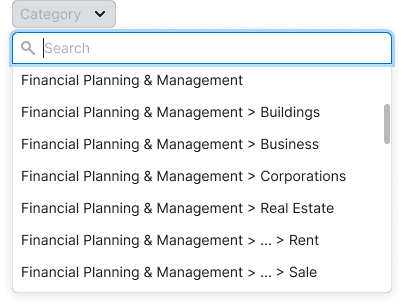 Category
Search
Financial Planning & Management
Financial Planning & Management > Buildings
Financial Planning & Management > Business
Financial Planning & Management > Corporations
Financial Planning & Management > Real Estate
Financial Planning & Management > ... > Rent
Financial Planning & Management > ... > Sale